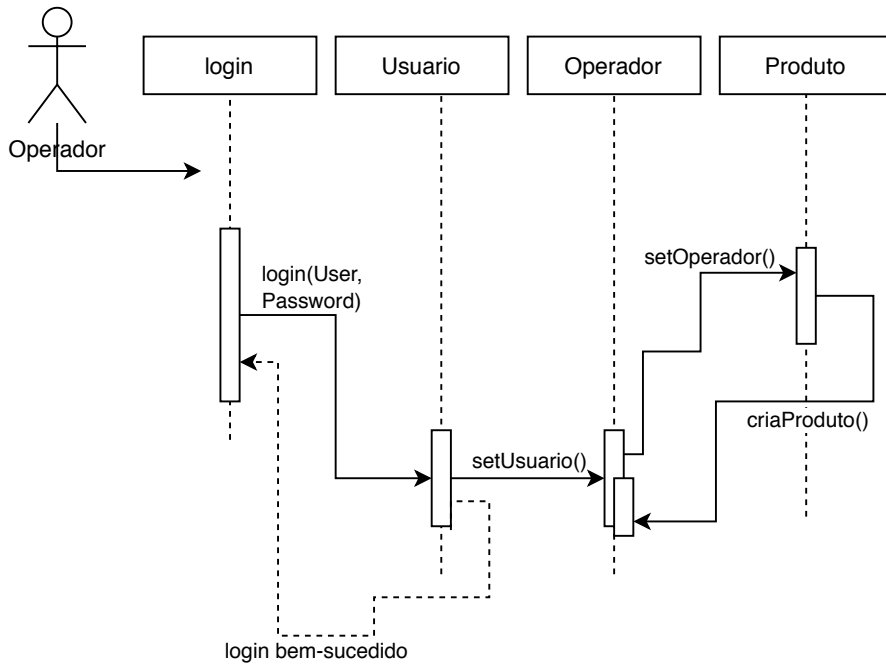 login
Usuario
Operador
Produto
Operador
setOperador()
login(User,
Password)
criaProduto()
setUsuario()
login bem-sucedido